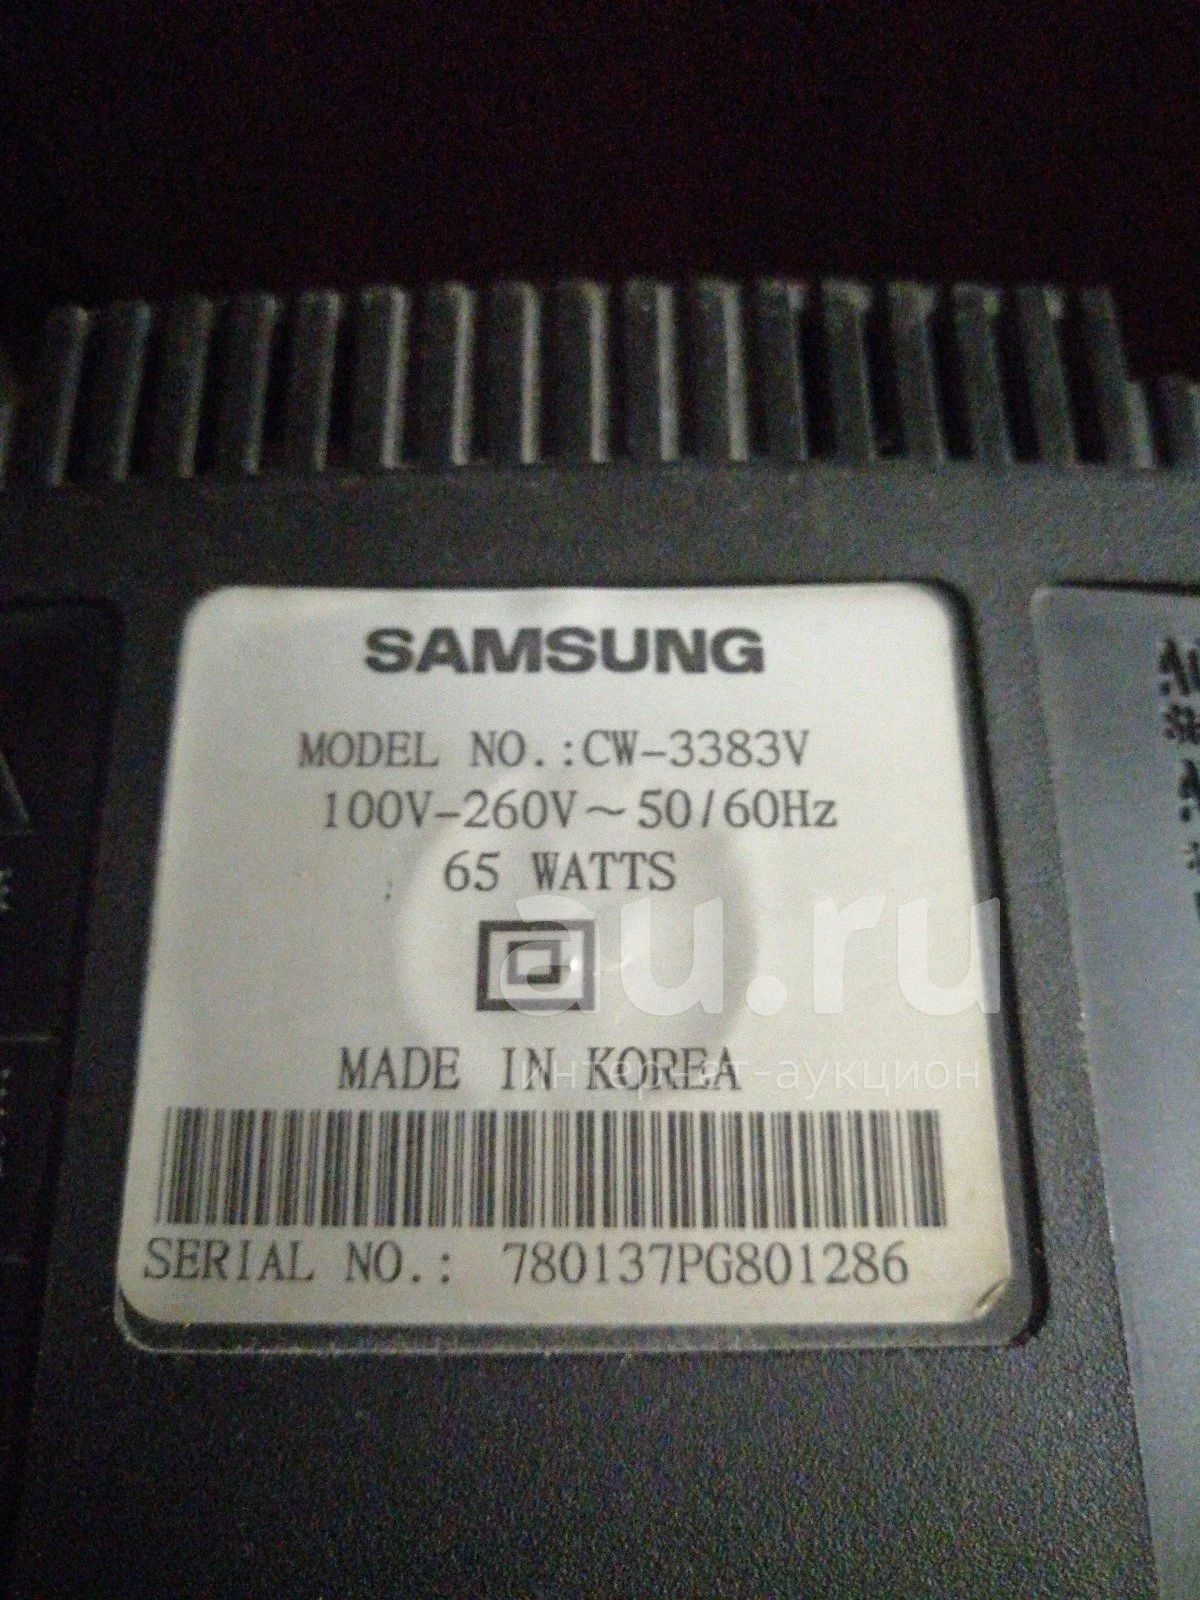 SAMSUNG
MODEL NO.:CW-3383V
100V-260V~50/60Hz
65 WATTS
au.ru
MADE IN KOREA
Интернет-аукцион
SERIAL NO.: 780137PG801286